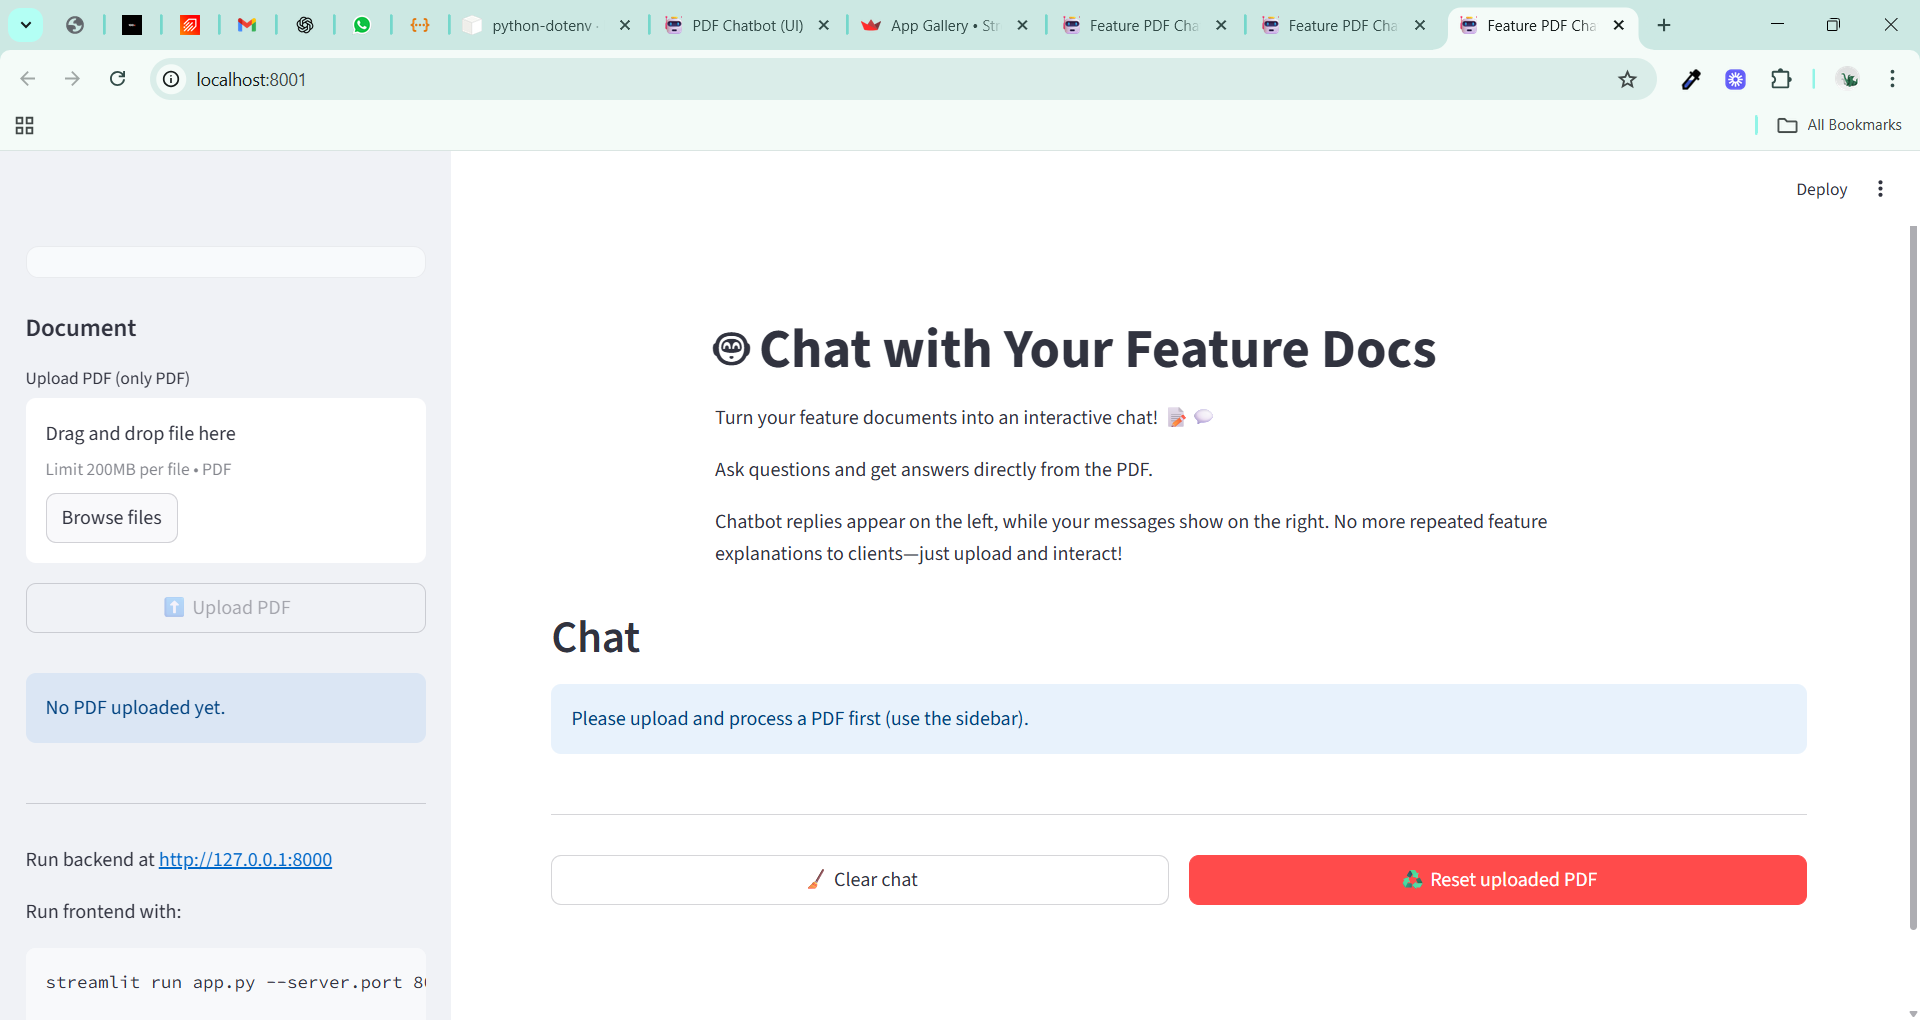 python-dotenv
PDF Chatbot (UI)
App Gallery • Str
Feature PDF Cha
Feature PDF Cha
Feature PDF Cha
localhost:8001
All Bookmarks
Deploy
Document
Upload PDF (only PDF)
Drag and drop file here
Limit 200MB per file • PDF
Browse files
Upload PDF
No PDF uploaded yet.
Run backend at http://127.0.0.1:8000
Run frontend with:
streamlit run app.py --server.port
Chat with Your Feature Docs
Turn your feature documents into an interactive chat! 📝 💬
Ask questions and get answers directly from the PDF.
Chatbot replies appear on the left, while your messages show on the right. No more repeated feature
explanations to clients—just upload and interact!
Chat
Please upload and process a PDF first (use the sidebar).
Clear chat
Reset uploaded PDF